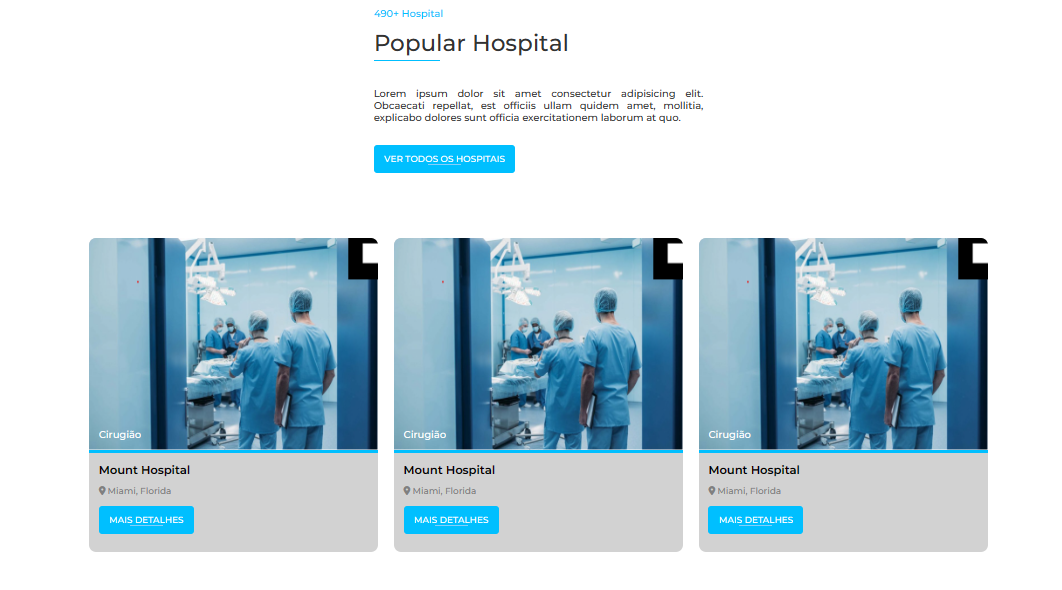 490+ Hospital
Popular Hospital
Lorem ipsum dolor sit amet consectetur adipisicing elit.
Obcaecati repellat, est officiis ullam quidem amet, mollitia,
explicabo dolores sunt officia exercitationem laborum at quo.
VER TODOS OS HOSPITAIS
Cirugião
Mount Hospital
Miami, Florida
MAIS DETALHES
Cirugião
Mount Hospital
Miami, Florida
MAIS DETALHES
Cirugião
Mount Hospital
Miami, Florida
MAIS DETALHES